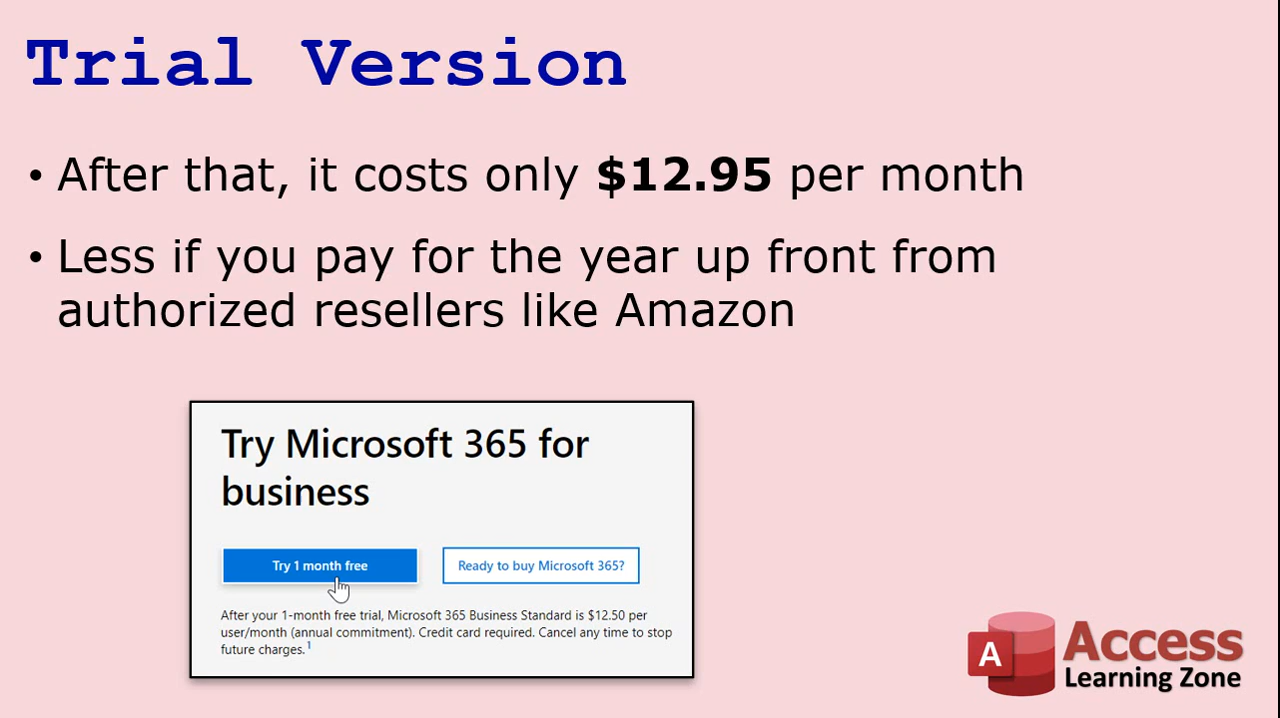 Trial Version
• After that, it costs only $12.95 per month
• Less if you pay for the year up front from
authorized resellers like Amazon
Try Microsoft 365 for
business
Try 1 month free
Ready to buy Microsoft 365?
After your 1-month free trial, Microsoft 365 Business Standard is $12.50 per
user/month (annual commitment). Credit card required. Cancel any time to stop
future charges.1
A
Access
Learning Zone